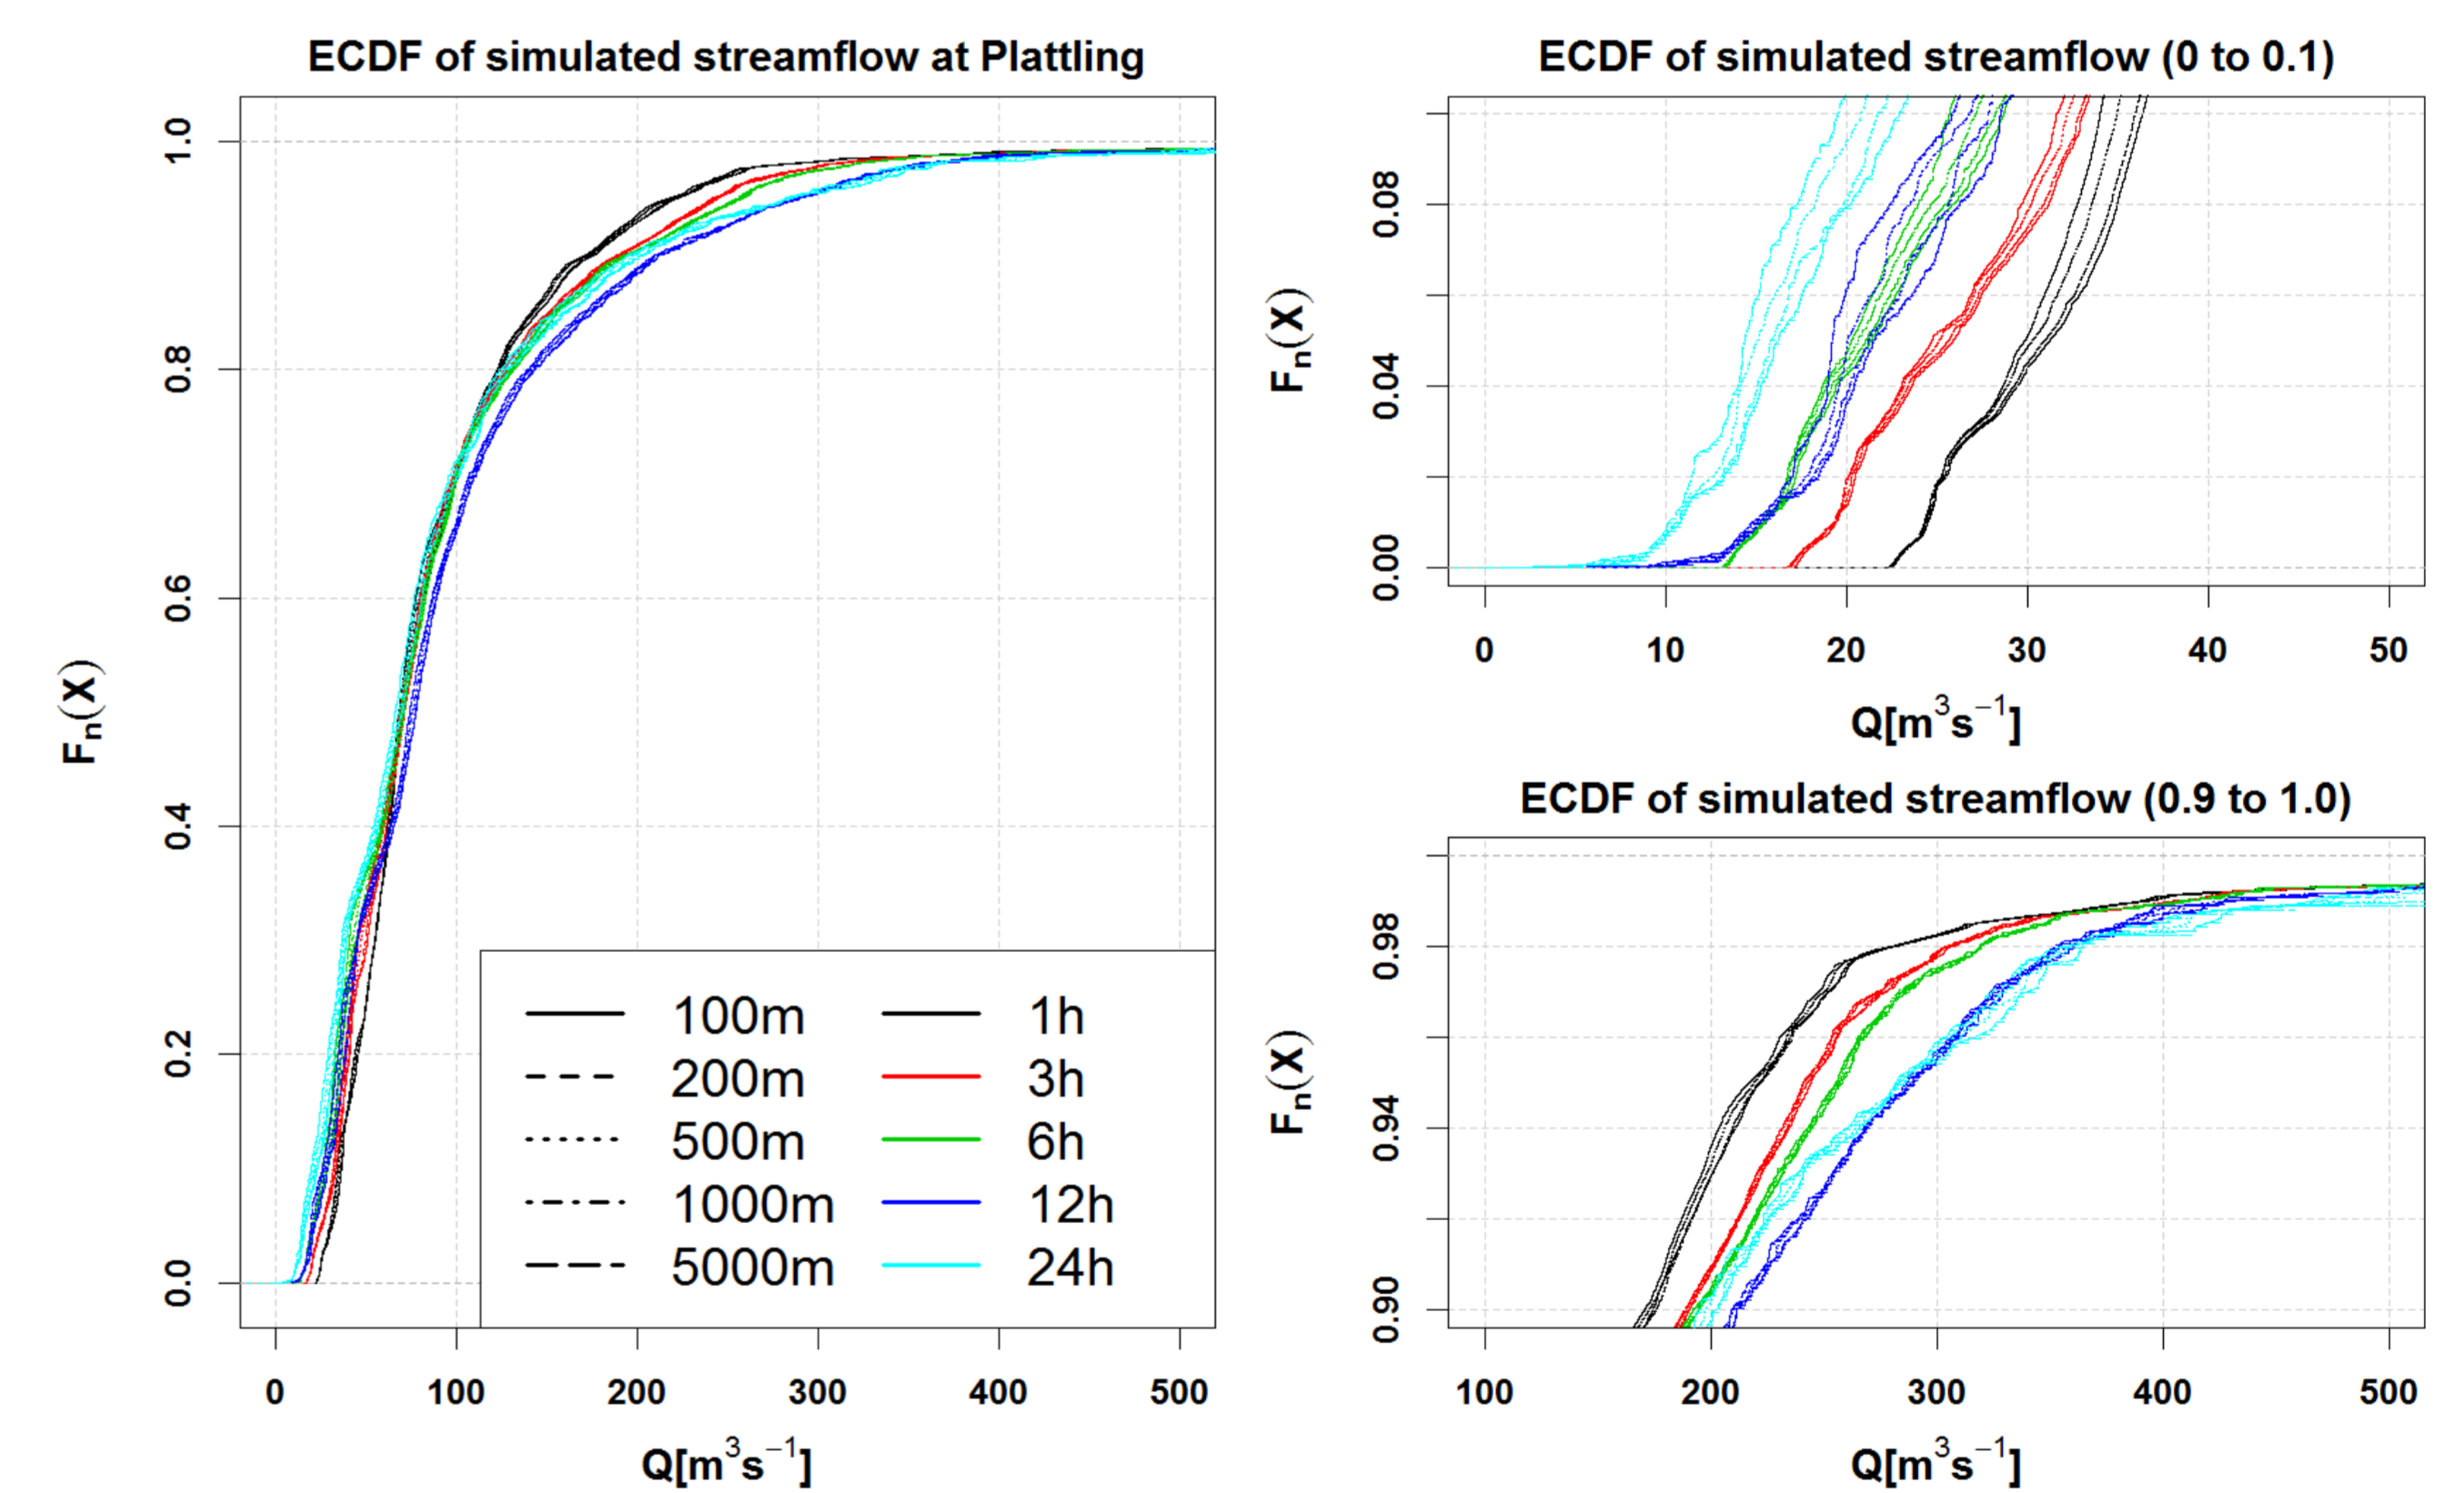 ECDF of simulated streamflow at Plattling
Fn(X)
1.0
0.8
0.6
0.4
0.2
0.0
100m 1h
200m 3h
500m 6h
1000m 12h
5000m 24h
0 100 200 300 400 500
Q[m³s⁻¹]
ECDF of simulated streamflow (0 to 0.1)
Fn(X)
0.08
0.04
0.00
0 10 20 30 40 50
Q[m³s⁻¹]
ECDF of simulated streamflow (0.9 to 1.0)
Fn(X)
0.98
0.94
0.90
100 200 300 400 500
Q[m³s⁻¹]